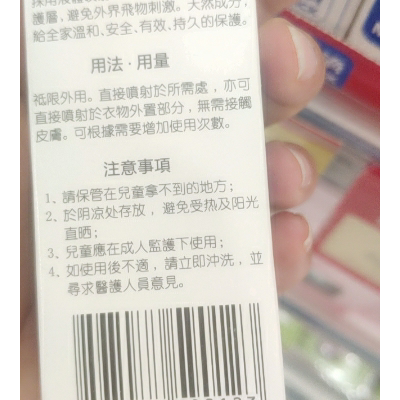 護層，避免外界飛物刺激。天然成分，
給全家溫和、安全、有效、持久的保護。
用法·用量
祗限外用。直接噴射於所需處，亦可
直接噴射於衣物外置部分，無需接觸
皮膚。可根據需要增加使用次數。
注意事項
1、請保管在兒童拿不到的地方；
2、於阴凉处存放，避免受热及阳光
直晒；
3、兒童應在成人監護下使用；
4、如使用後不適，請立即沖洗，並
尋求醫護人員意見。